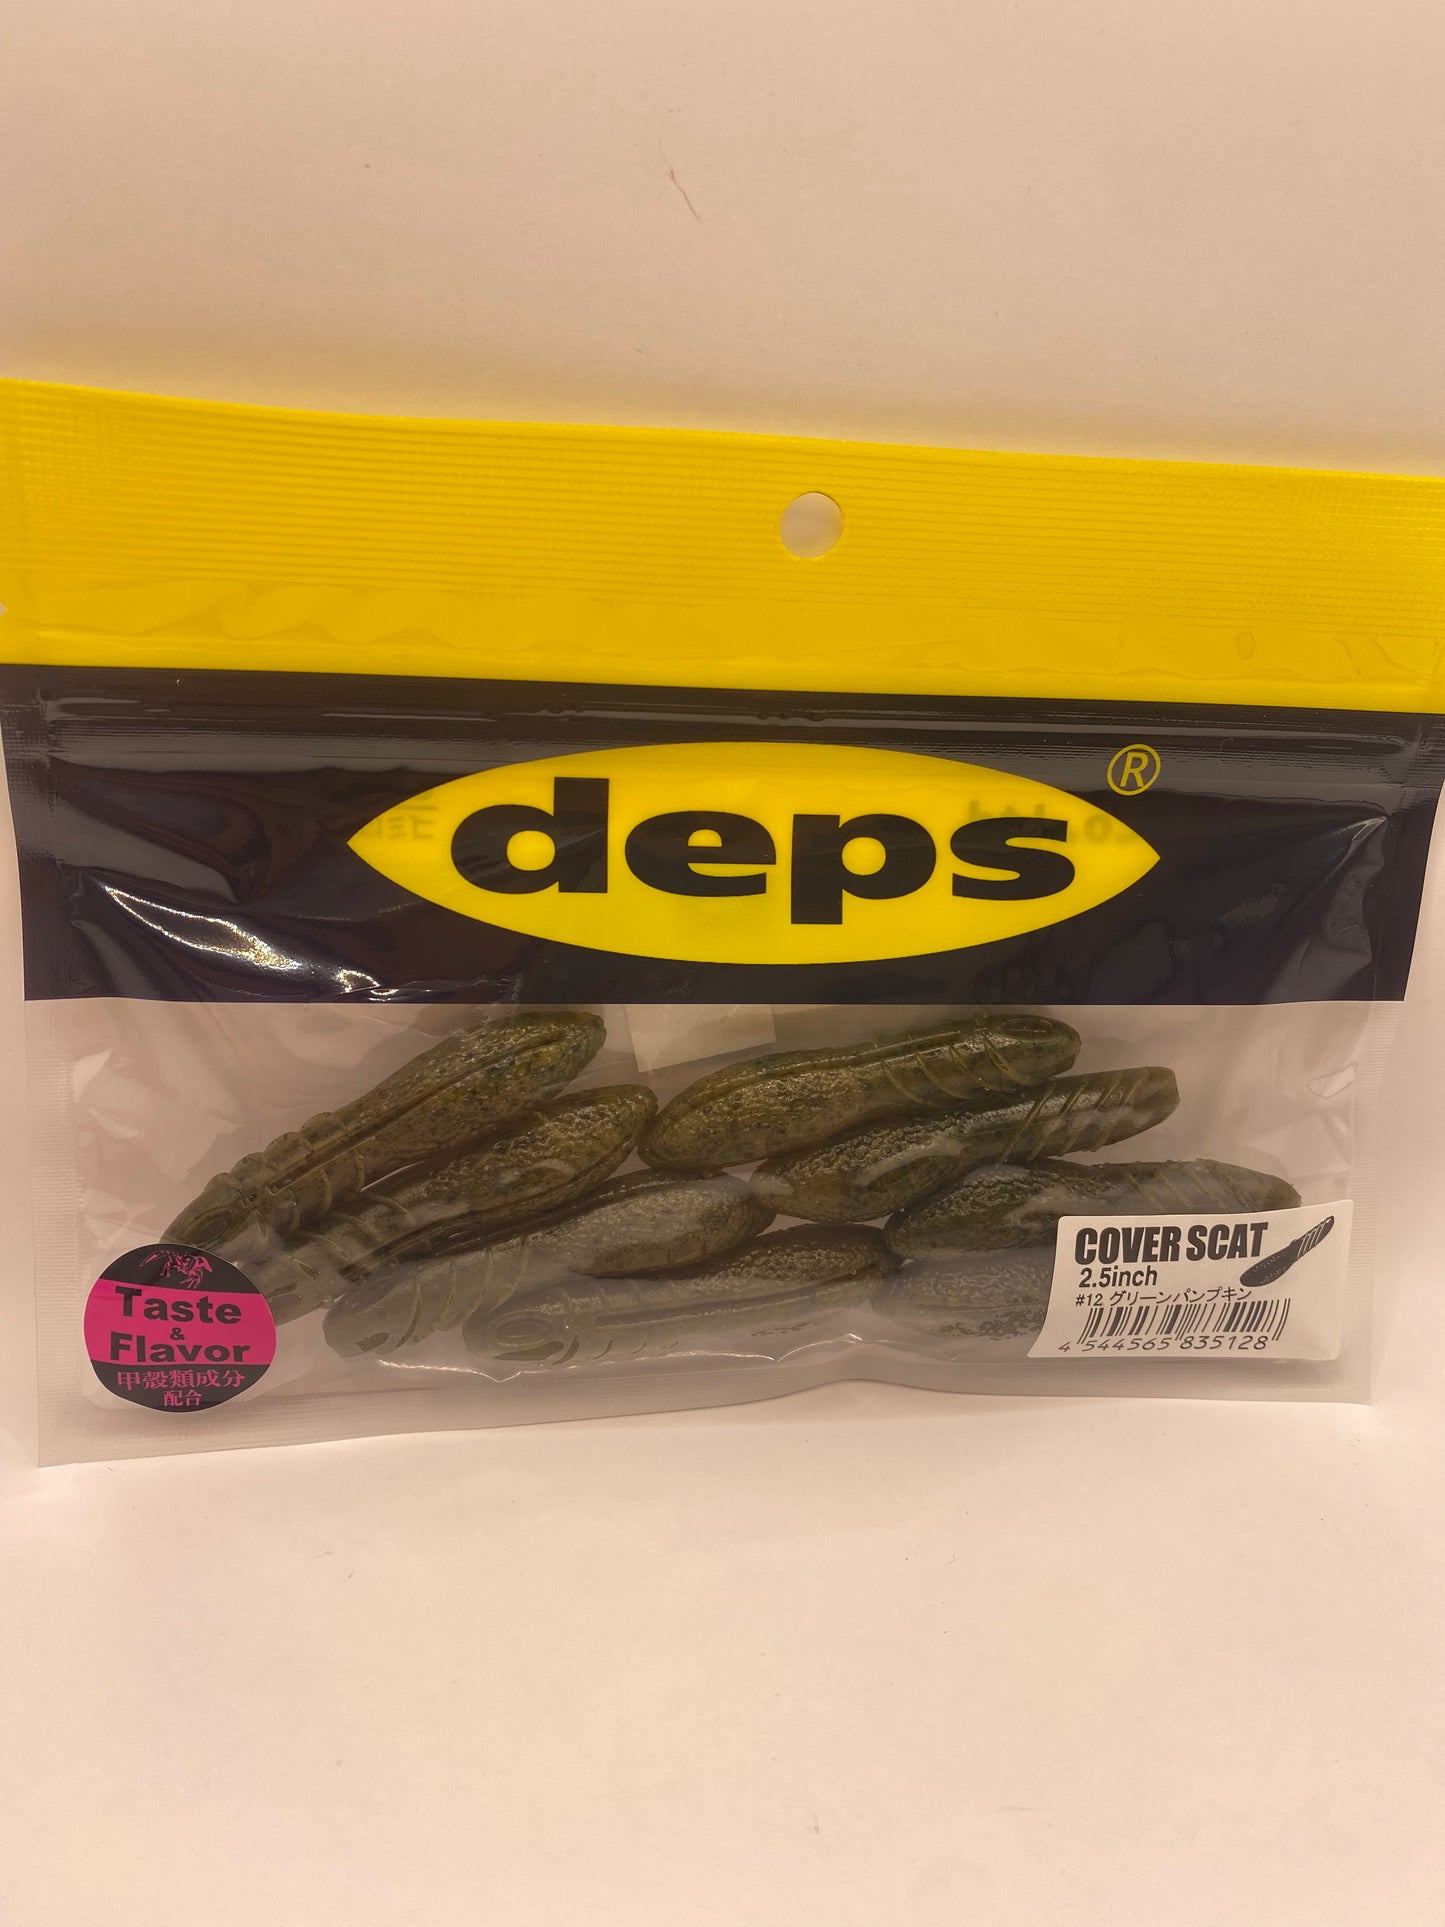 deps®
Taste
&
Flavor
甲殻類成分
配合
COVER SCAT
2.5inch
#12 グリーンパンプキン
4 544565 835128